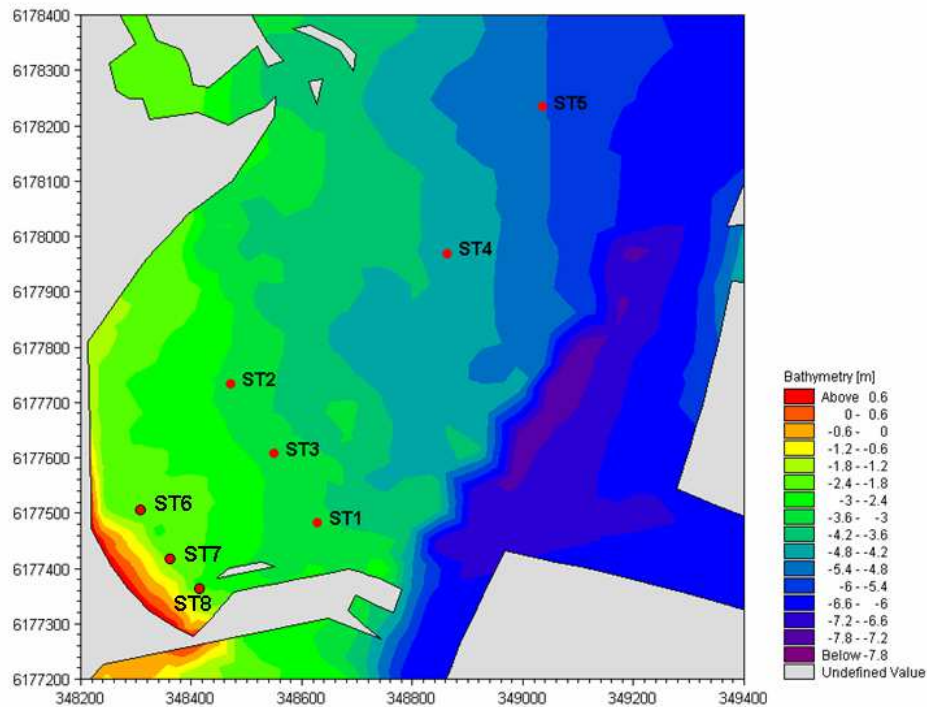 6178400
6178300
6178200
6178100
6178000
6177900
6177800
6177700
6177600
6177500
6177400
6177300
6177200
348200
348400
348600
348800
349000
349200
349400
ST5
ST4
ST2
ST3
ST6
ST1
ST7
ST8
Bathymetry [m]
Above 0.6
0 - 0.6
-0.6 - 0
-1.2 - -0.6
-1.8 - -1.2
-2.4 - -1.8
-3 - -2.4
-3.6 - -3
-4.2 - -3.6
-4.8 - -4.2
-5.4 - -4.8
-6 - -5.4
-6.6 - -6
-7.2 - -6.6
-7.8 - -7.2
Below -7.8
Undefined Value